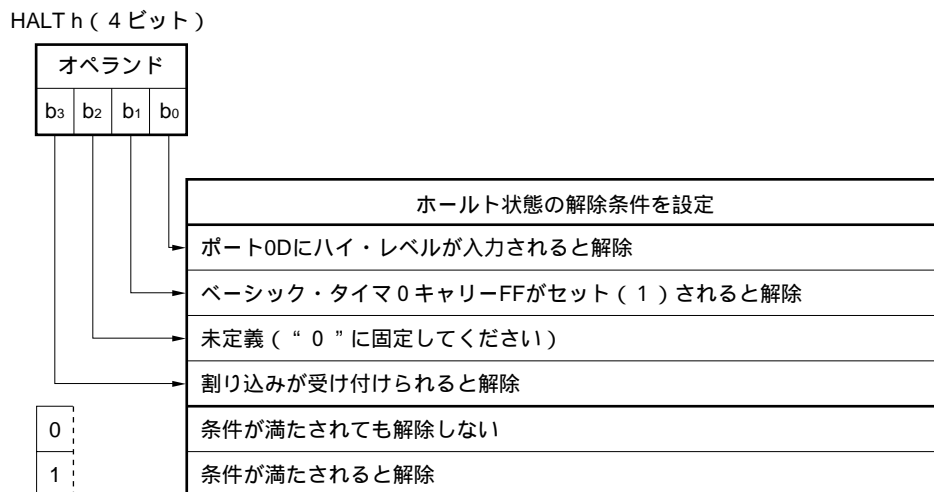 HALT h（4ビット）
オペランド
b3 b2 b1 b0
ホールト状態の解除条件を設定
ポート0Dにハイ・レベルが入力されると解除
ベーシック・タイマ0キャリーFFがセット（1）されると解除
未定義（“0”に固定してください）
割り込みが受け付けられると解除
0 条件が満たされても解除しない
1 条件が満たされると解除